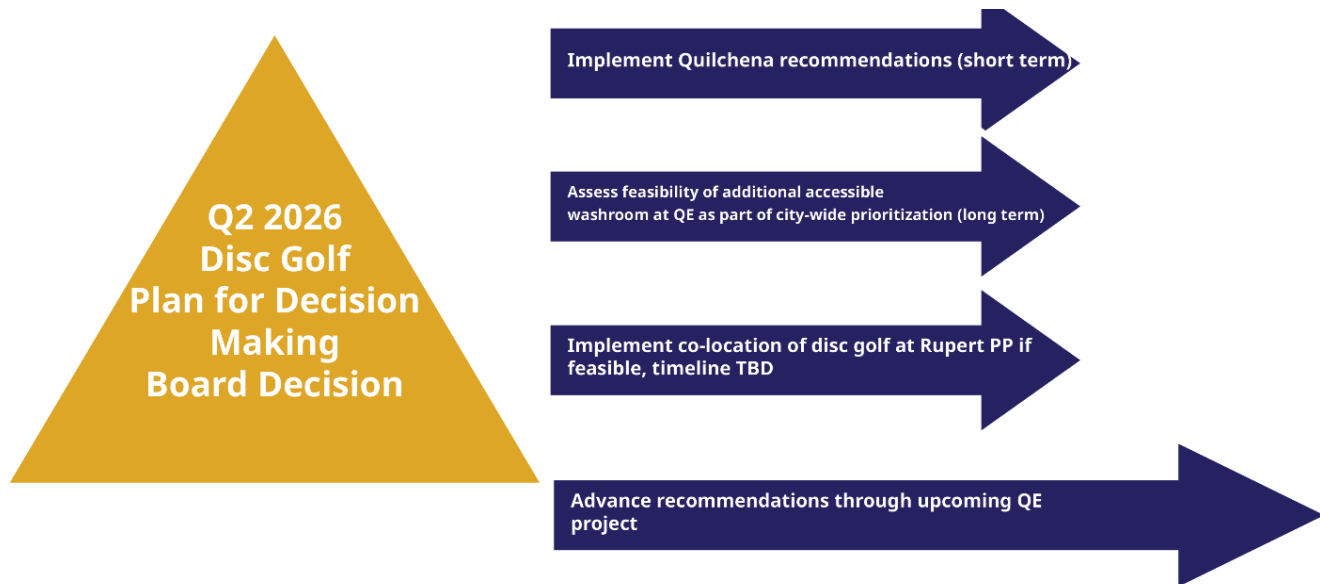 Q2 2026
Disc Golf
Plan for Decision
Making
Board Decision
Implement Quilchena recommendations (short term)
Assess feasibility of additional accessible
washroom at QE as part of city-wide prioritization (long term)
Implement co-location of disc golf at Rupert PP if
feasible, timeline TBD
Advance recommendations through upcoming QE
project